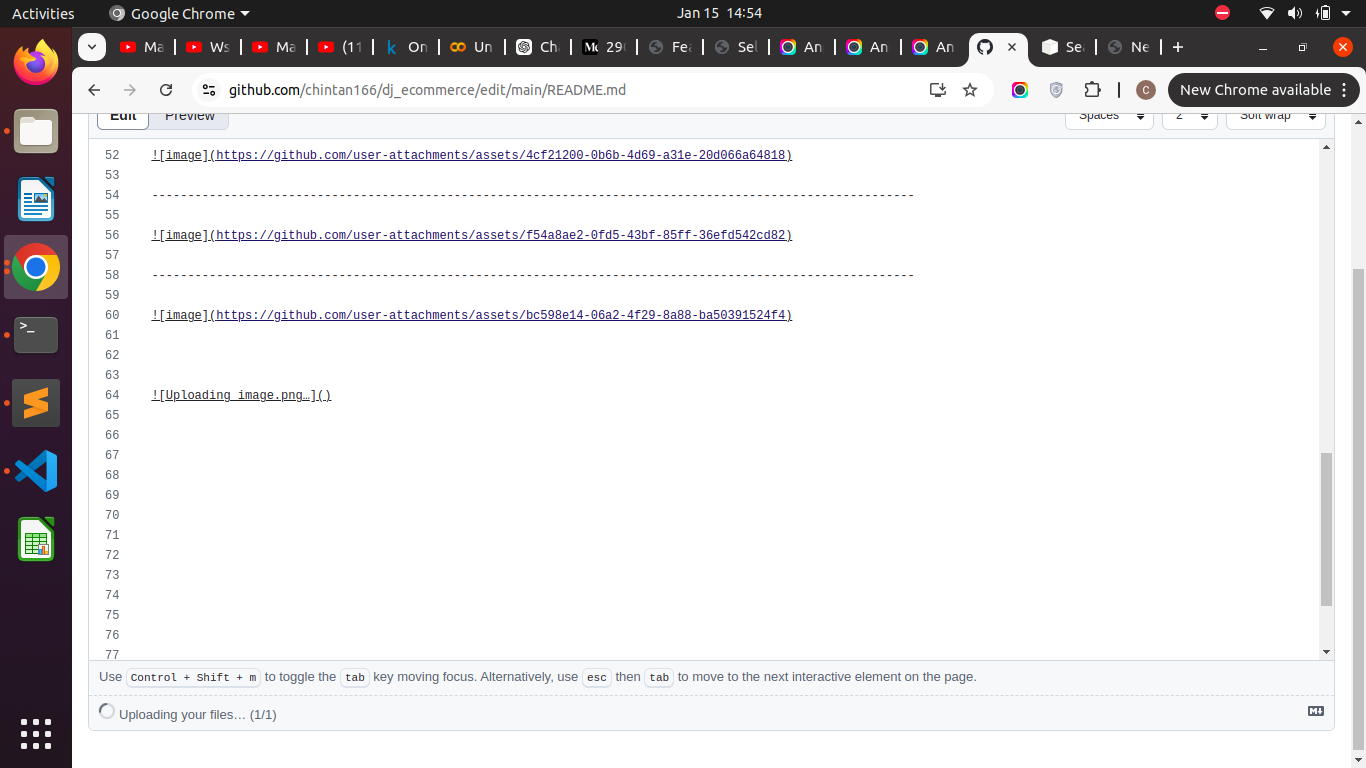 Activities Google Chrome Jan 15 14:54
Ma Ws Ma (11 On Un Ch 290 Fea Sel An An An Sea Ne
github.com/chintan166/dj_ecommerce/edit/main/README.md C New Chrome available
Edit Preview Spaces 2 Soft wrap
52 ![image](https://github.com/user-attachments/assets/4cf21200-0b6b-4d69-a31e-20d066a64818)
53
54 ----------------------------------------------------------------------------------------------------------
55
56 ![image](https://github.com/user-attachments/assets/f54a8ae2-0fd5-43bf-85ff-36efd542cd82)
57
58 ----------------------------------------------------------------------------------------------------------
59
60 ![image](https://github.com/user-attachments/assets/bc598e14-06a2-4f29-8a88-ba50391524f4)
61
62
63
64 ![Uploading image.png…]()
65
66
67
68
69
70
71
72
73
74
75
76
77
Use Control + Shift + m to toggle the tab key moving focus. Alternatively, use esc then tab to move to the next interactive element on the page.
Uploading your files… (1/1)